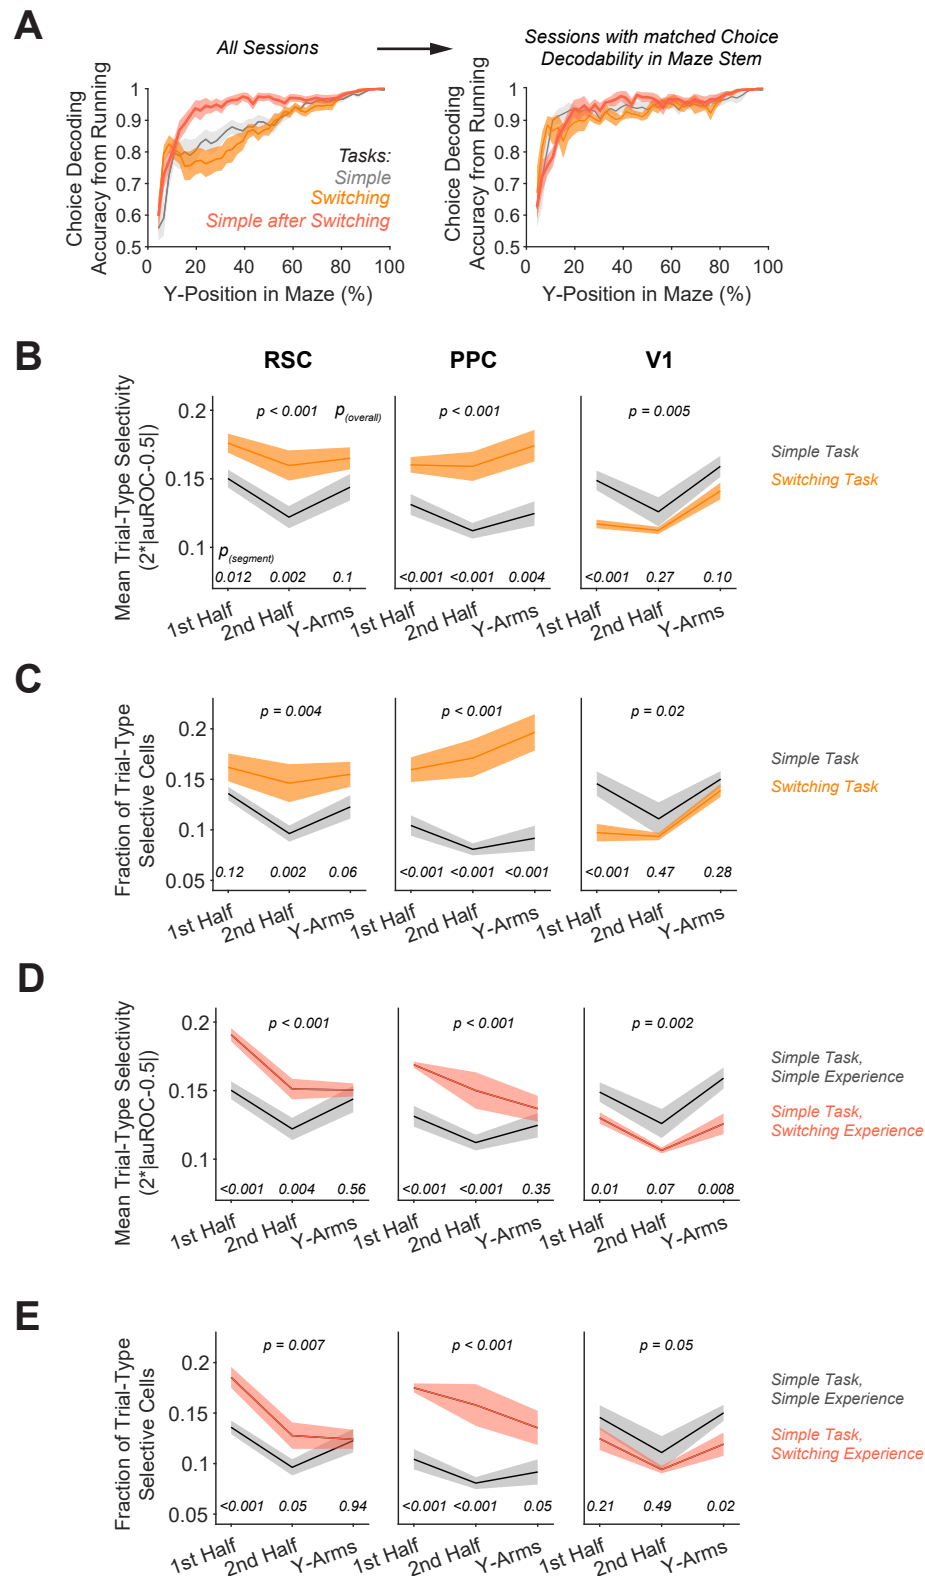 A
All Sessions
Sessions with matched Choice
Decodability in Maze Stem
Choice Decoding
Accuracy from Running
1
0.9
0.8
0.7
0.6
0.5
0 20 40 60 80 100
Y-Position in Maze (%)
Tasks:
Simple
Switching
Simple after Switching
Choice Decoding
Accuracy from Running
1
0.9
0.8
0.7
0.6
0.5
0 20 40 60 80 100
Y-Position in Maze (%)
B
RSC PPC V1
Mean Trial-Type Selectivity
(2*|auROC-0.5|)
0.2
0.15
0.1
p < 0.001 p(overall) p < 0.001 p = 0.005
p(segment)
0.012 0.002 0.1 <0.001 <0.001 0.004 <0.001 0.27 0.10
1st Half 2nd Half Y-Arms 1st Half 2nd Half Y-Arms 1st Half 2nd Half Y-Arms
Simple Task
Switching Task
C
Fraction of Trial-Type
Selective Cells
0.2
0.15
0.1
0.05
p = 0.004 p < 0.001 p = 0.02
0.12 0.002 0.06 <0.001 <0.001 <0.001 <0.001 0.47 0.28
1st Half 2nd Half Y-Arms 1st Half 2nd Half Y-Arms 1st Half 2nd Half Y-Arms
Simple Task
Switching Task
D
Mean Trial-Type Selectivity
(2*|auROC-0.5|)
0.2
0.15
0.1
p < 0.001 p < 0.001 p = 0.002
<0.001 0.004 0.56 <0.001 <0.001 0.35 0.01 0.07 0.008
1st Half 2nd Half Y-Arms 1st Half 2nd Half Y-Arms 1st Half 2nd Half Y-Arms
Simple Task,
Simple Experience
Simple Task,
Switching Experience
E
Fraction of Trial-Type
Selective Cells
0.2
0.15
0.1
0.05
p = 0.007 p < 0.001 p = 0.05
<0.001 0.05 0.94 <0.001 <0.001 0.05 0.21 0.49 0.02
1st Half 2nd Half Y-Arms 1st Half 2nd Half Y-Arms 1st Half 2nd Half Y-Arms
Simple Task,
Simple Experience
Simple Task,
Switching Experience